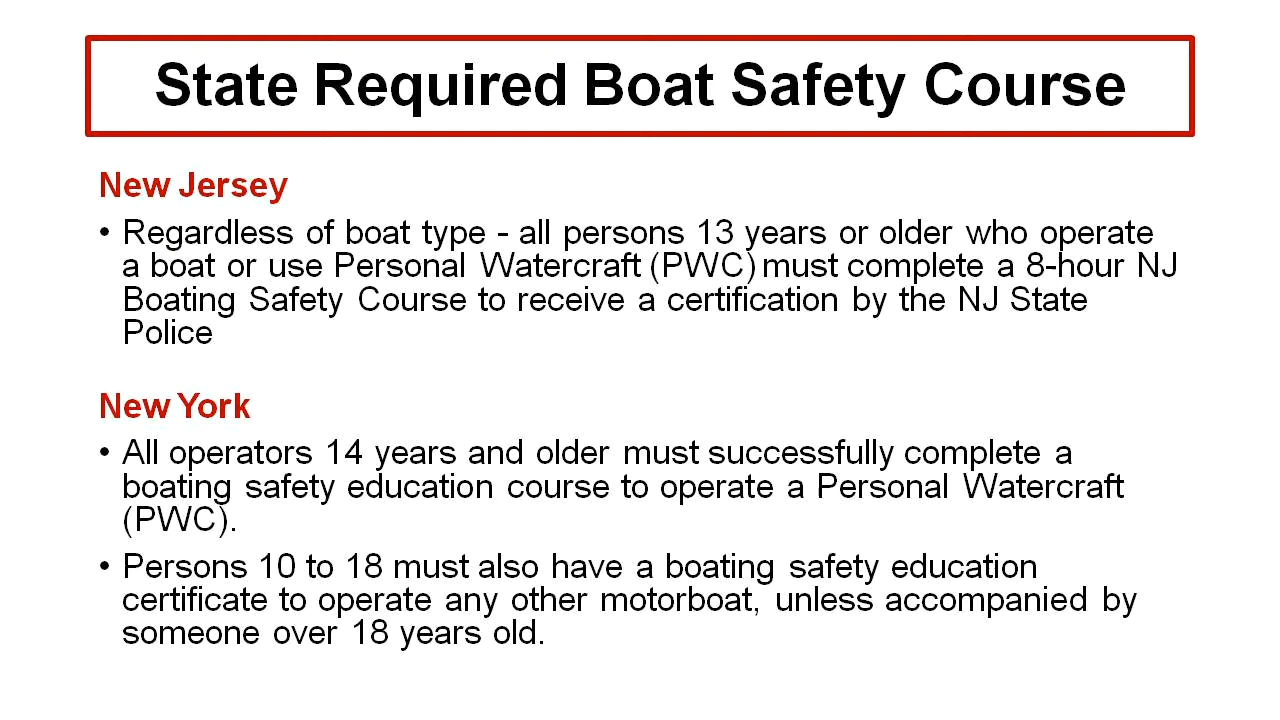 State Required Boat Safety Course
New Jersey
• Regardless of boat type - all persons 13 years or older who operate
a boat or use Personal Watercraft (PWC) must complete a 8-hour NJ
Boating Safety Course to receive a certification by the NJ State
Police
New York
• All operators 14 years and older must successfully complete a
boating safety education course to operate a Personal Watercraft
(PWC).
• Persons 10 to 18 must also have a boating safety education
certificate to operate any other motorboat, unless accompanied by
someone over 18 years old.